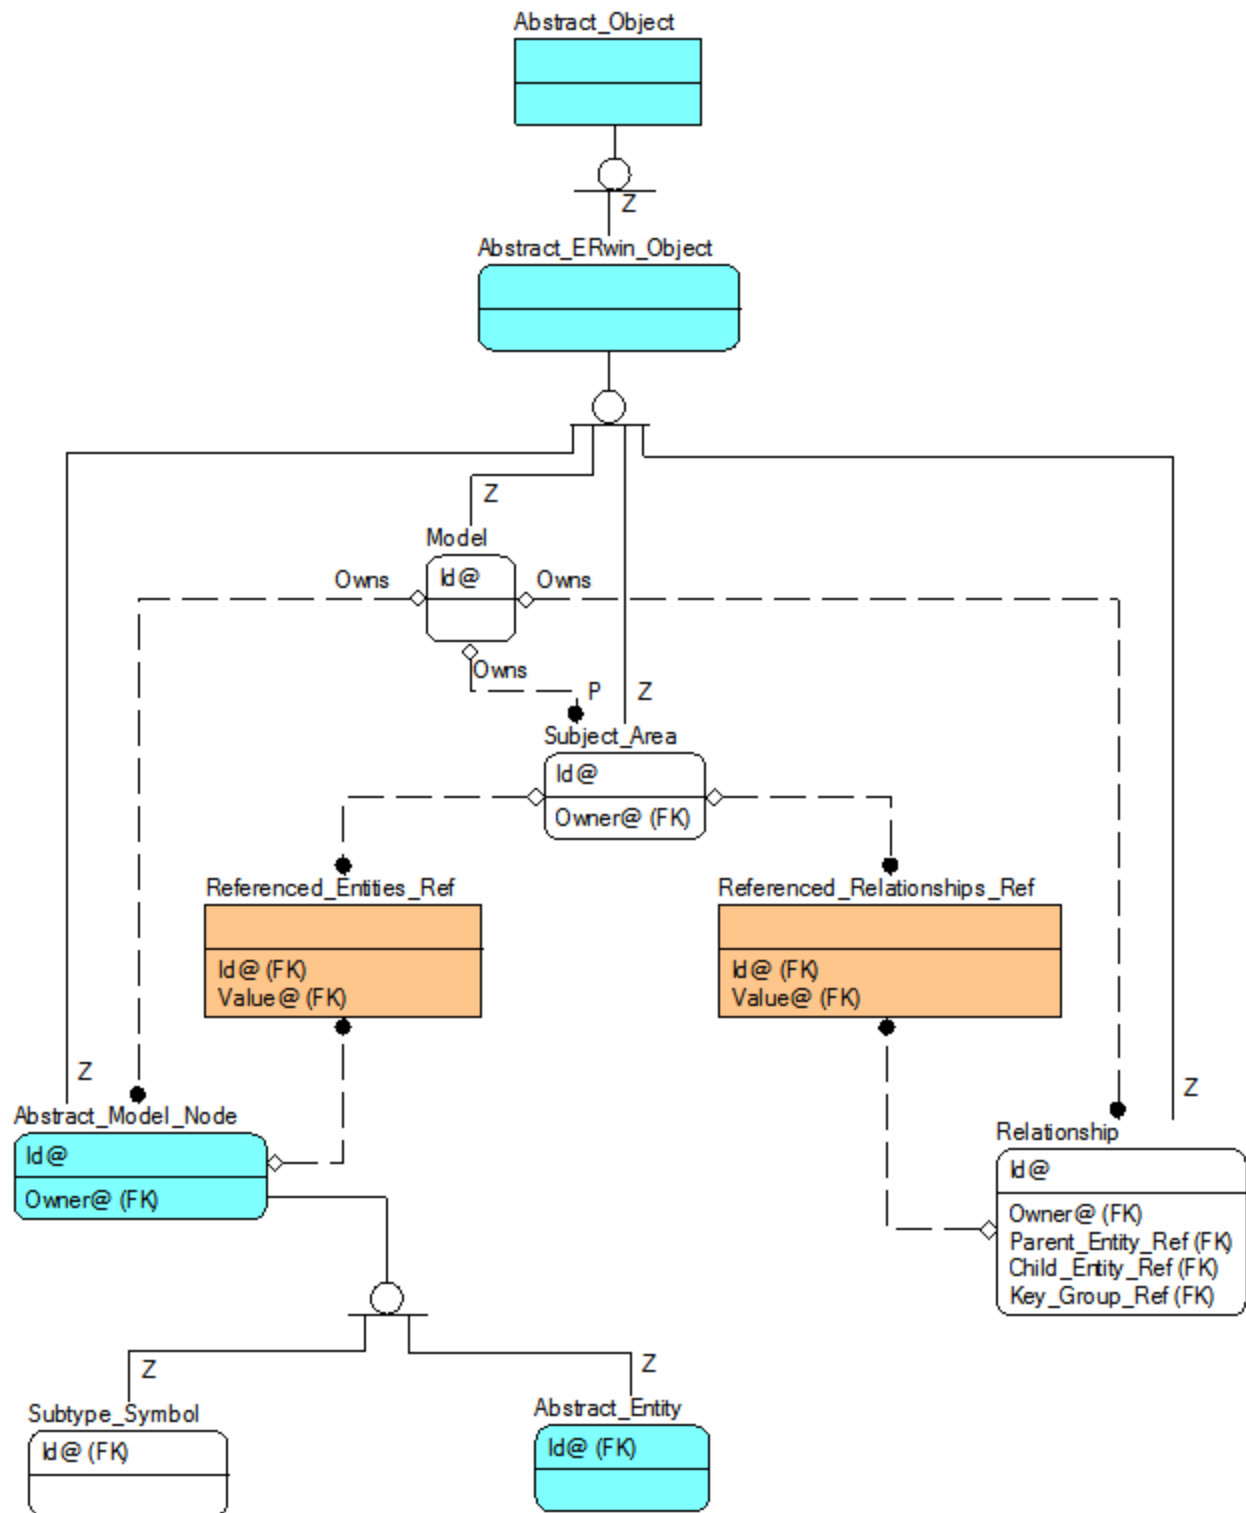 Abstract_Object
Z
Abstract_ERwin_Object
Z
Model
Owns
Id@
Owns
Owns
P
Z
Subject_Area
Id@
Owner@ (FK)
Referenced_Entities_Ref
Referenced_Relationships_Ref
Id@ (FK)
Value@ (FK)
Id@ (FK)
Value@ (FK)
Z
Z
Abstract_Model_Node
Id@
Owner@ (FK)
Relationship
Id@
Owner@ (FK)
Parent_Entity_Ref (FK)
Child_Entity_Ref (FK)
Key_Group_Ref (FK)
Z
Z
Subtype_Symbol
Id@ (FK)
Abstract_Entity
Id@ (FK)